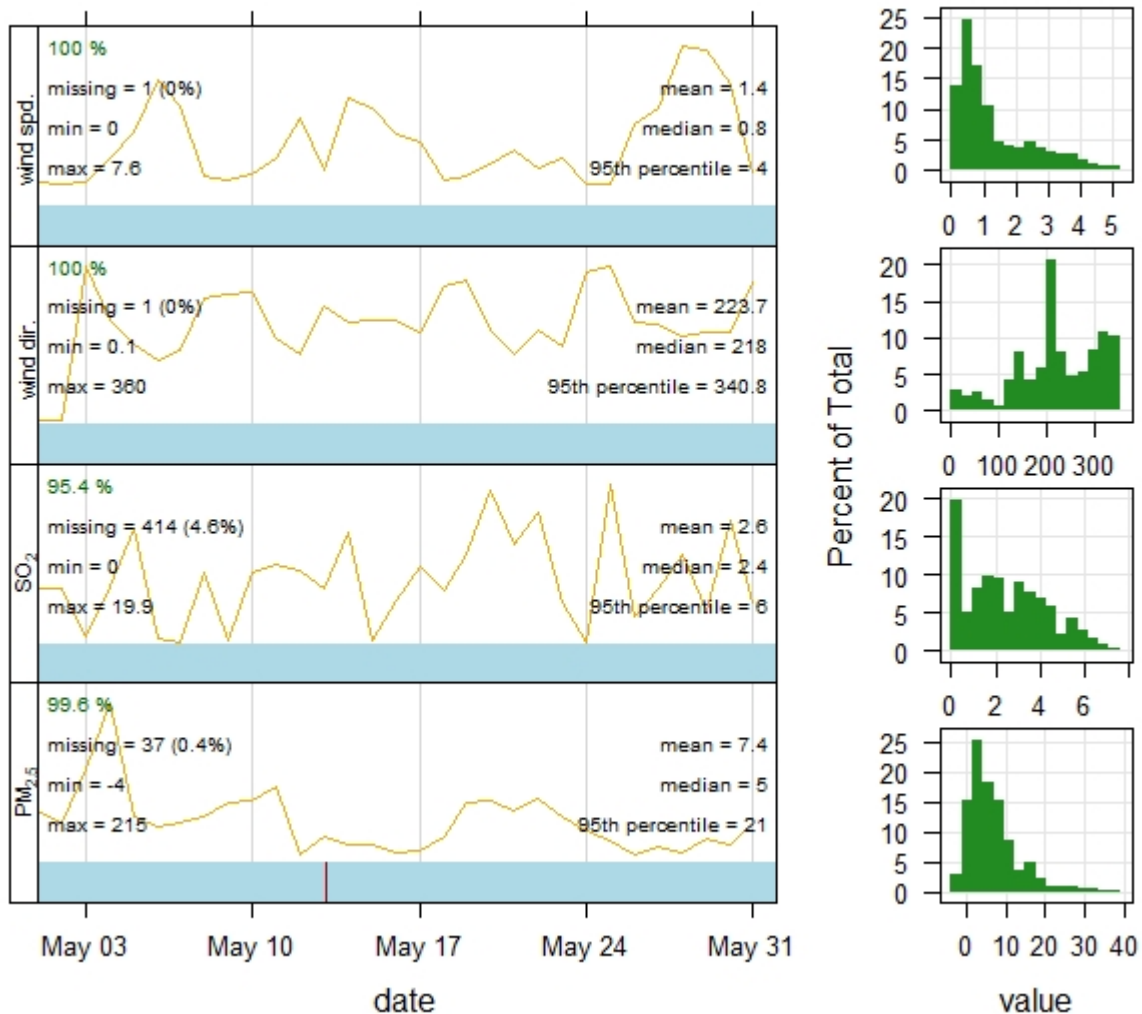 wind spd.
100 %
missing = 1 (0%)
min = 0
max = 7.6
mean = 1.4
median = 0.8
95th percentile = 4
wind dir.
100 %
missing = 1 (0%)
min = 0.1
max = 360
mean = 223.7
median = 218
95th percentile = 340.8
SO2
95.4 %
missing = 414 (4.6%)
min = 0
max = 19.9
mean = 2.6
median = 2.4
95th percentile = 6
PM2.5
99.6 %
missing = 37 (0.4%)
min = -4
max = 215
mean = 7.4
median = 5
95th percentile = 21
May 03 May 10 May 17 May 24 May 31
date
Percent of Total
25
20
15
10
5
0
0 1 2 3 4 5
20
15
10
5
0
0 100 200 300
20
15
10
5
0
0 2 4 6
25
20
15
10
5
0
0 10 20 30 40
value